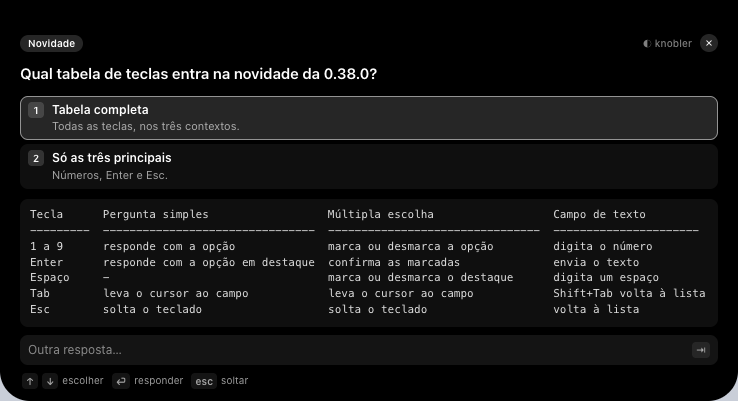 Novidade
knobler
Qual tabela de teclas entra na novidade da 0.38.0?
1 Tabela completa
Todas as teclas, nos três contextos.
2 Só as três principais
Números, Enter e Esc.
Tecla Pergunta simples Múltipla escolha Campo de texto
1 a 9 responde com a opção marca ou desmarca a opção digita o número
Enter responde com a opção em destaque confirma as marcadas envia o texto
Espaço – marca ou desmarca o destaque digita um espaço
Tab leva o cursor ao campo leva o cursor ao campo Shift+Tab volta à lista
Esc solta o teclado solta o teclado volta à lista
Outra resposta…
↑ ↓ escolher ↵ responder esc soltar